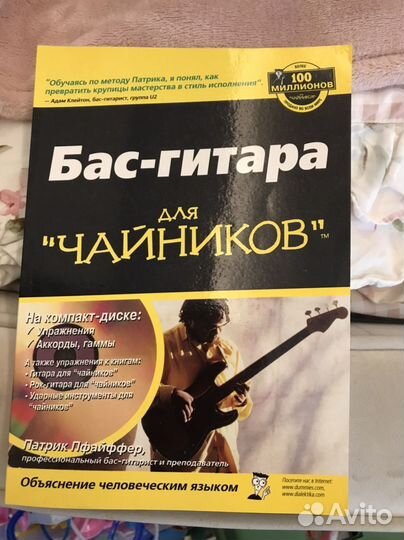 "Обучаясь по методу Патрика, я понял, как
превратить крупицы мастерства в стиль исполнения".
— Адам Клейтон, бас-гитарист, группа U2
БОЛЕЕ
100
МИЛЛИОНОВ
Бас-гитара
для
"ЧАЙНИКОВ"™
На компакт-диске:
✓ Упражнения
✓ Аккорды, гаммы
А также упражнения к книгам:
• Гитара для "чайников"
• Рок-гитара для "чайников"
• Ударные инструменты для
"чайников"
Патрик Пфайффер,
профессиональный бас-гитарист и преподаватель
Объяснение человеческим языком
Посетите нас в Internet:
www.dummies.com,
www.dialektika.com
Avito